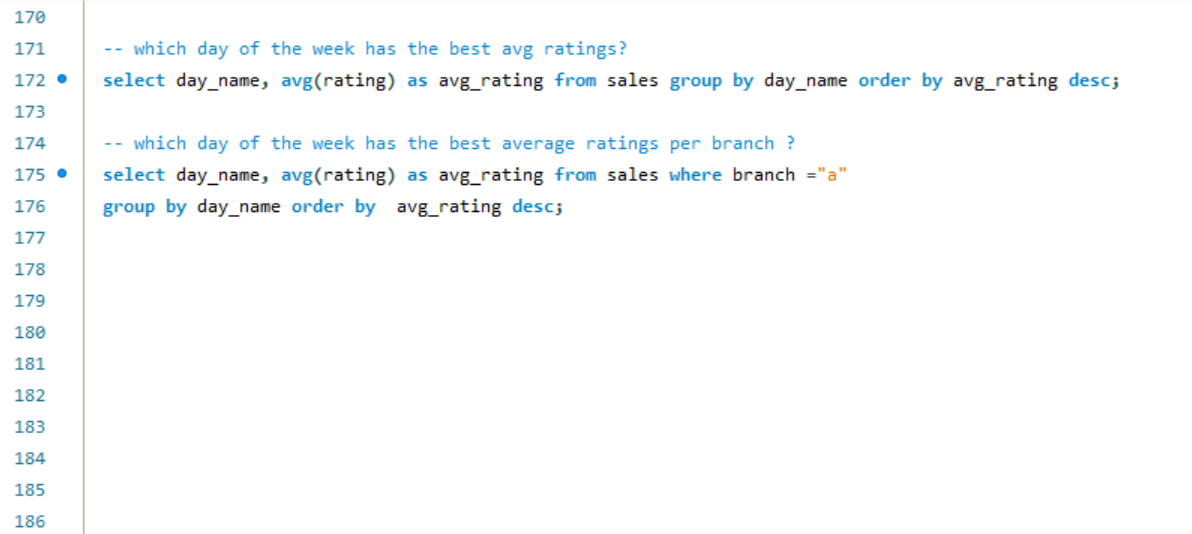 170
171 -- which day of the week has the best avg ratings?
172 select day_name, avg(rating) as avg_rating from sales group by day_name order by avg_rating desc;
173
174 -- which day of the week has the best average ratings per branch ?
175 select day_name, avg(rating) as avg_rating from sales where branch ="a"
176 group by day_name order by  avg_rating desc;
177
178
179
180
181
182
183
184
185
186